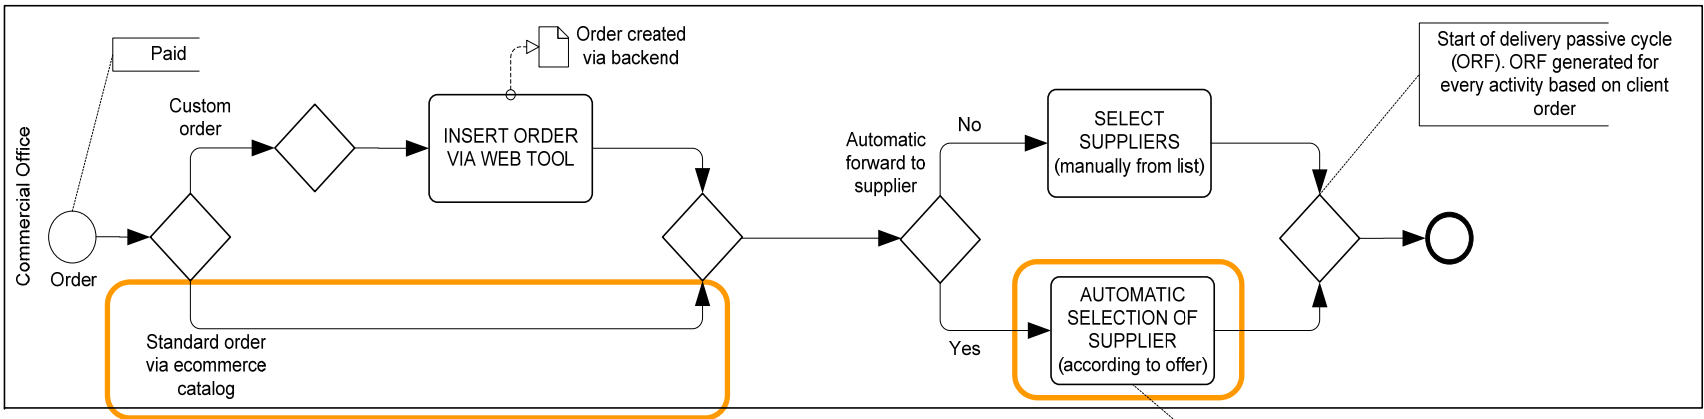 Commercial Office
Paid
Order
Custom
order
Standard order
via ecommerce
catalog
INSERT ORDER
VIA WEB TOOL
Order created
via backend
Automatic
forward to
supplier
No
Yes
SELECT
SUPPLIERS
(manually from list)
AUTOMATIC
SELECTION OF
SUPPLIER
(according to offer)
Start of delivery passive cycle
(ORF). ORF generated for
every activity based on client
order